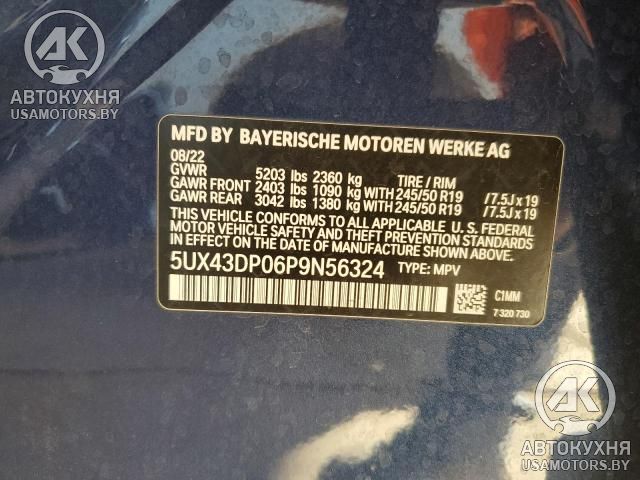 AK
АВТОКУХНЯ
USAMOTORS.BY
MFD BY BAYERISCHE MOTOREN WERKE AG
08/22
GVWR 5203 lbs 2360 kg TIRE / RIM
GAWR FRONT 2403 lbs 1090 kg WITH 245/50 R19 / 7.5J x 19
GAWR REAR 3042 lbs 1380 kg WITH 245/50 R19 / 7.5J x 19
THIS VEHICLE CONFORMS TO ALL APPLICABLE U. S. FEDERAL
MOTOR VEHICLE SAFETY, BUMPER, AND THEFT PREVENTION
STANDARDS IN EFFECT ON THE DATE OF MANUFACTURE SHOWN ABOVE.
5UX43DP06P9N56324 TYPE: MPV
C1MM
7 320 730
AK
АВТОКУХНЯ
USAMOTORS.BY